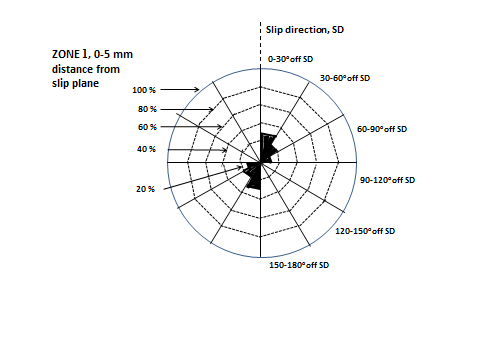 Slip direction, SD
ZONE 1, 0-5 mm
distance from
slip plane
0-30°off SD
30-60°off SD
100 %
80 %
60 %
60-90°off SD
40 %
90-120°off SD
20 %
120-150°off SD
150-180°off SD